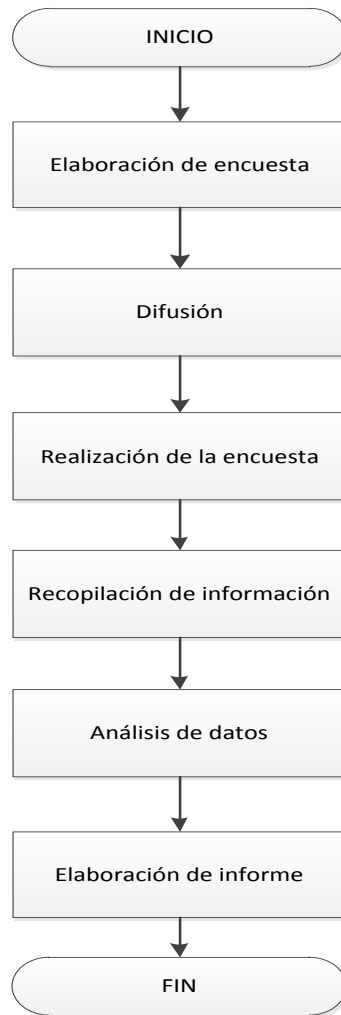 INICIO
Elaboración de encuesta
Difusión
Realización de la encuesta
Recopilación de información
Análisis de datos
Elaboración de informe
FIN